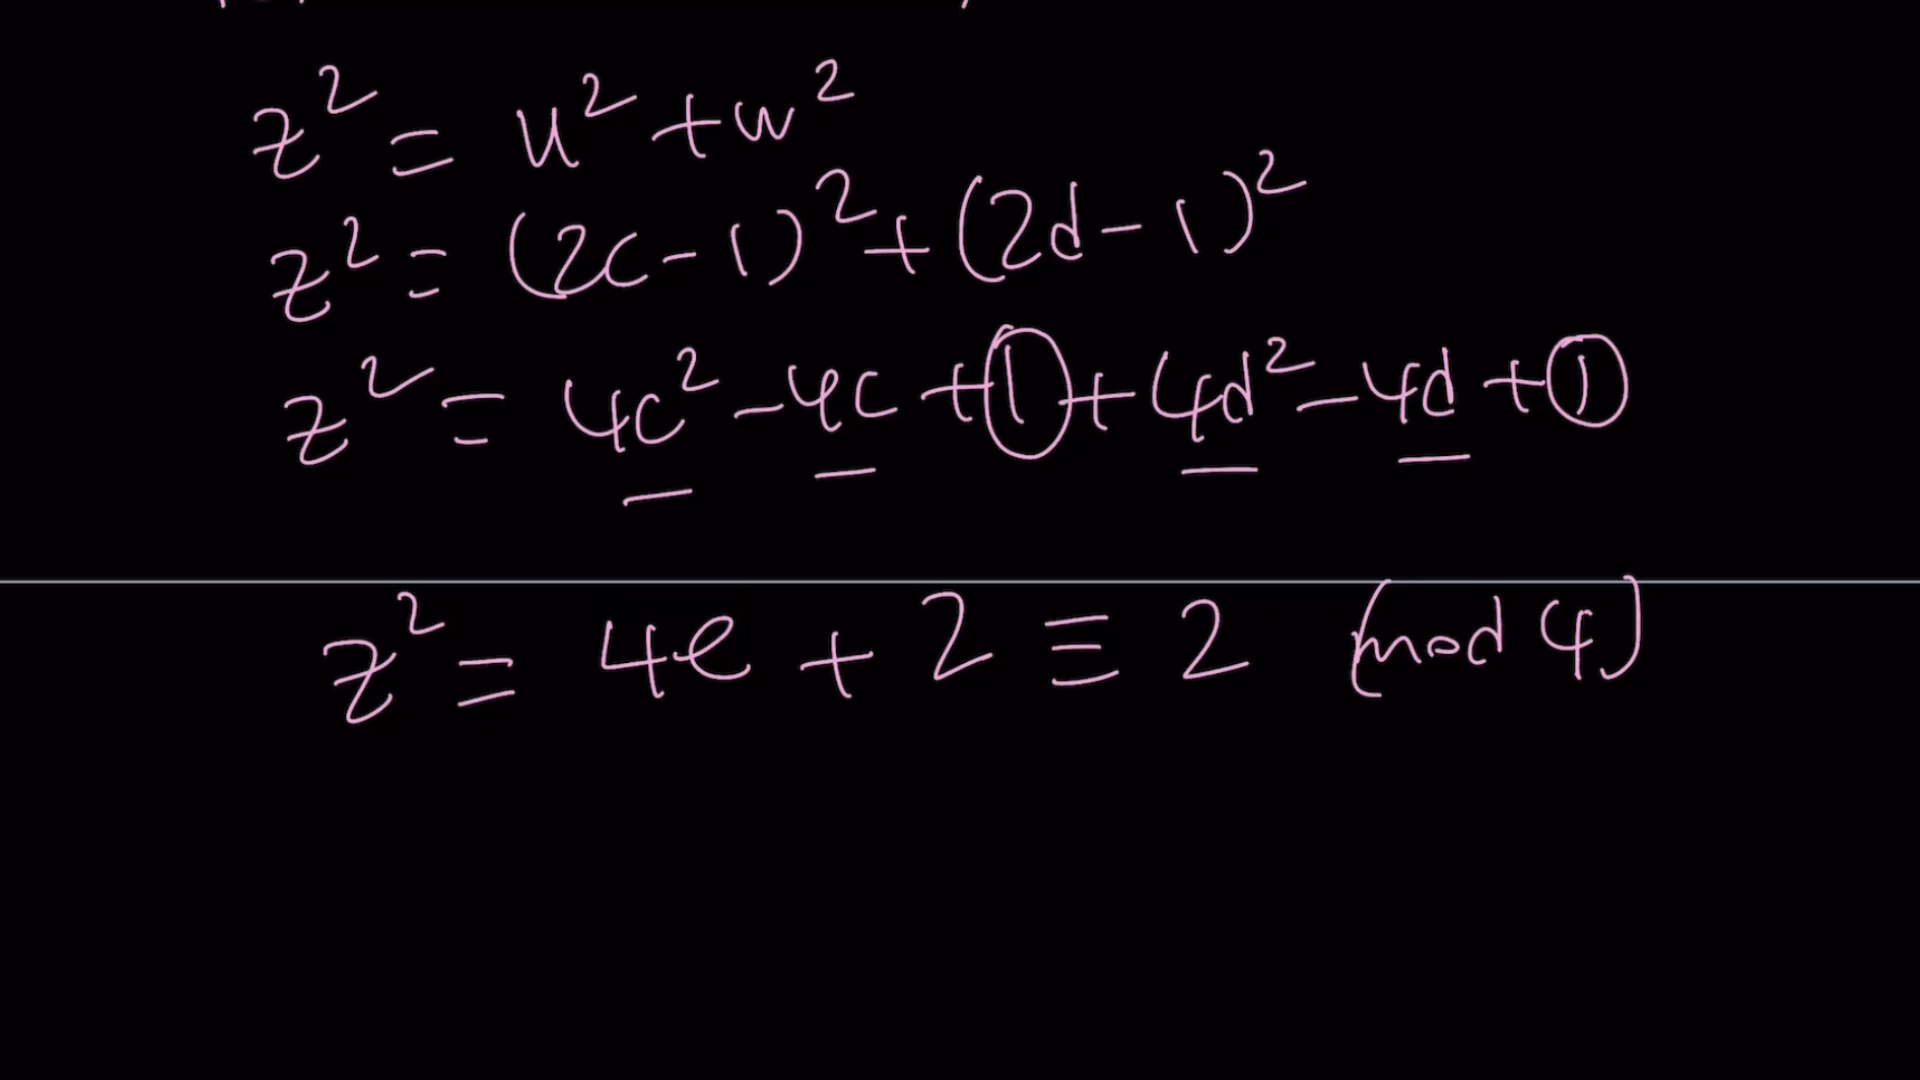 z² = u² + w²
z² = (2c - 1)² + (2d - 1)²
z² = 4c² - 4c + 1 + 4d² - 4d + 1
z² = 4e + 2 ≡ 2 (mod 4)